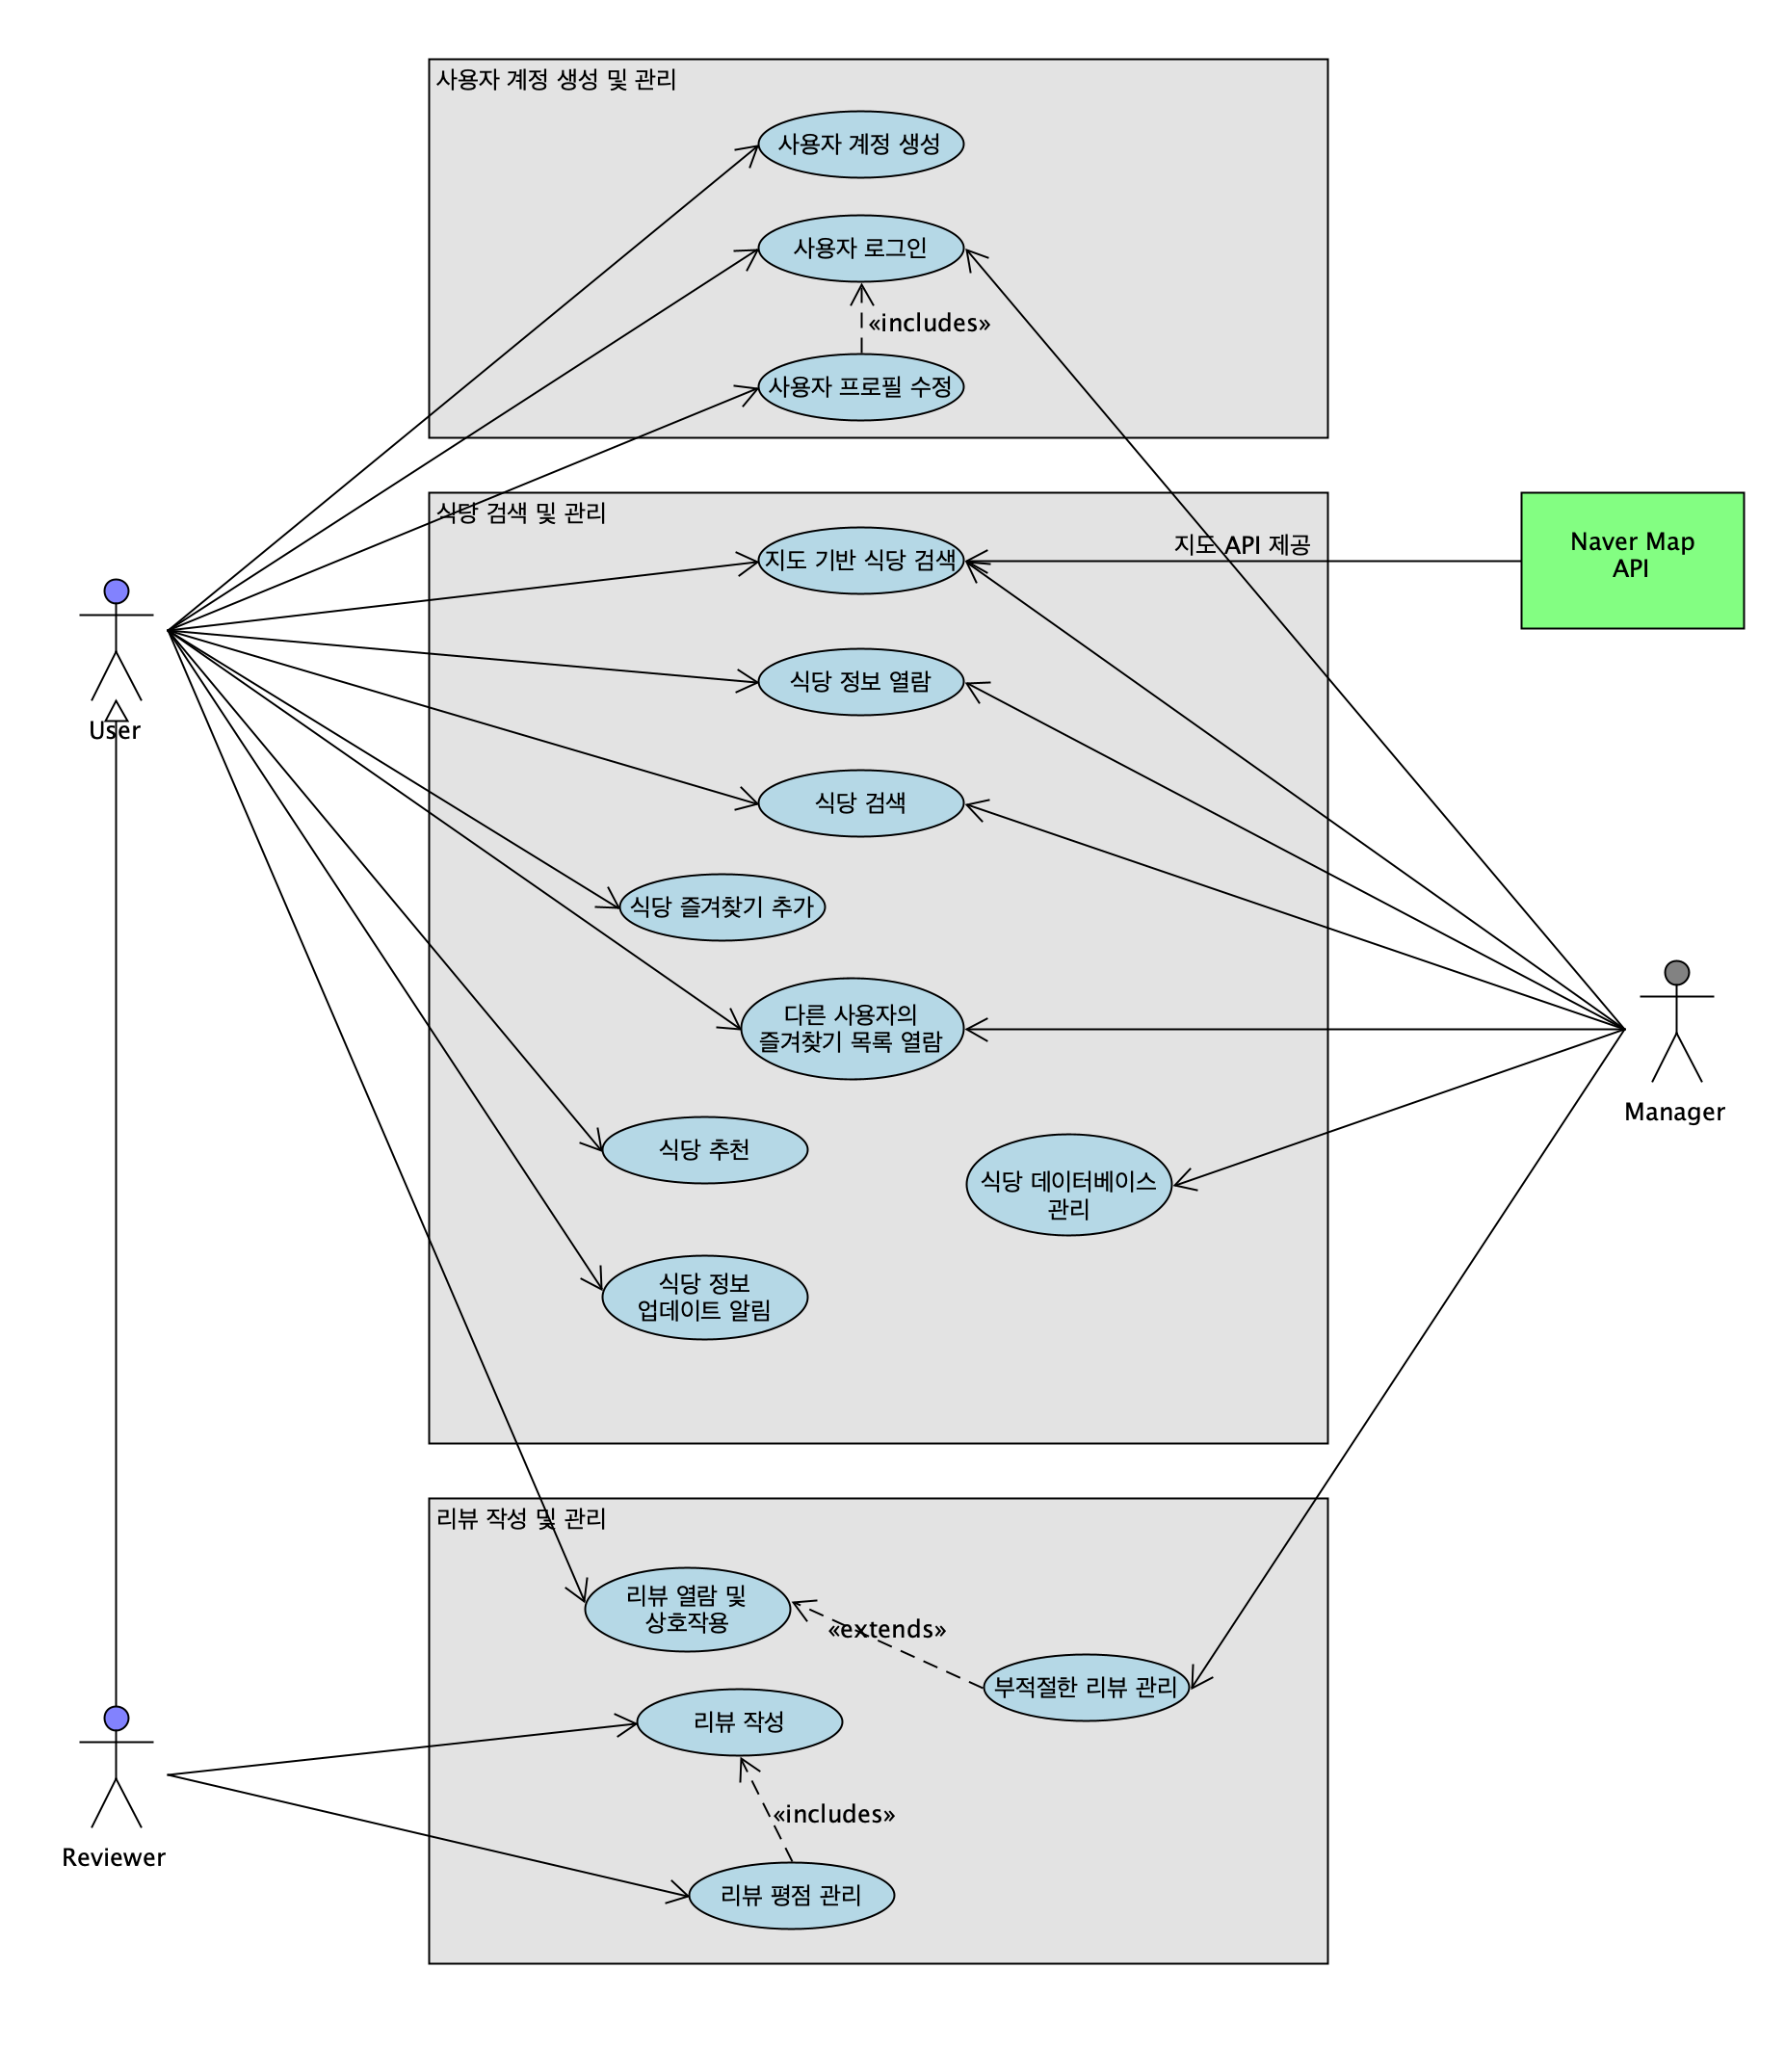 사용자 계정 생성 및 관리
사용자 계정 생성
사용자 로그인
«includes»
사용자 프로필 수정
식당 검색 및 관리
지도 기반 식당 검색
지도 API 제공
Naver Map
API
식당 정보 열람
User
식당 검색
식당 즐겨찾기 추가
다른 사용자의
즐겨찾기 목록 열람
Manager
식당 추천
식당 데이터베이스
관리
식당 정보
업데이트 알림
리뷰 작성 및 관리
리뷰 열람 및
상호작용
«extends»
부적절한 리뷰 관리
리뷰 작성
«includes»
Reviewer
리뷰 평점 관리